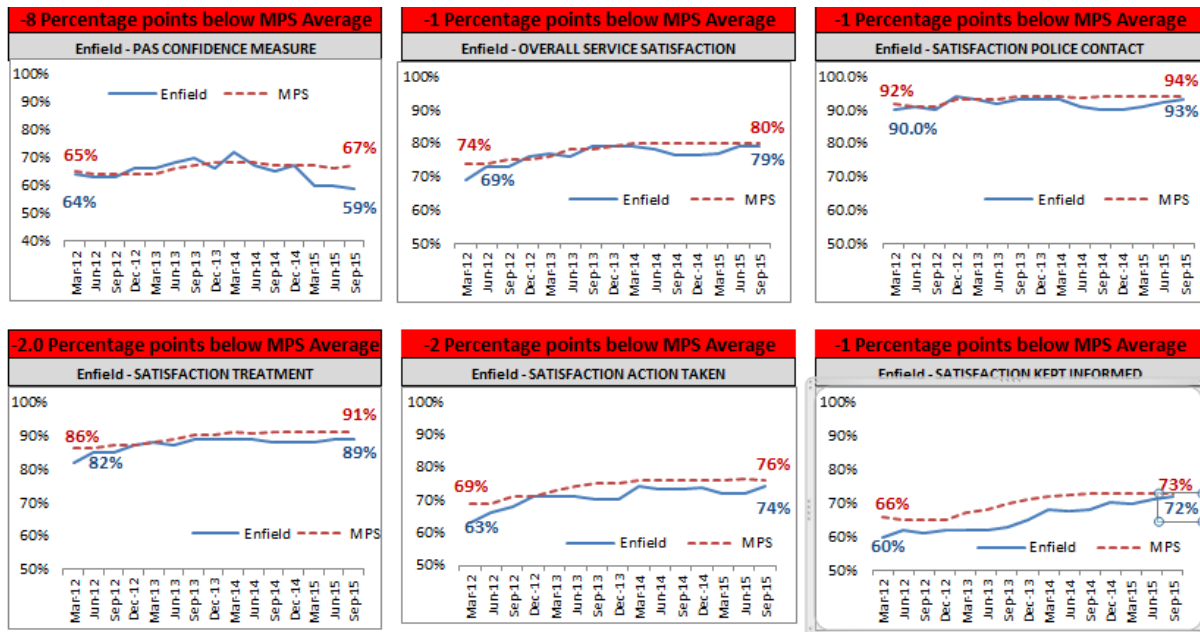 -8 Percentage points below MPS Average
Enfield - PAS CONFIDENCE MEASURE
100%
90%
80%
70%
60%
50%
40%
Enfield
MPS
65%
64%
67%
59%
Mar-12
Jun-12
Sep-12
Dec-12
Mar-13
Jun-13
Sep-13
Dec-13
Mar-14
Jun-14
Sep-14
Dec-14
Mar-15
Jun-15
Sep-15
-1 Percentage points below MPS Average
Enfield - OVERALL SERVICE SATISFACTION
100%
90%
80%
70%
60%
50%
74%
69%
80%
79%
Enfield
MPS
Mar-12
Jun-12
Sep-12
Dec-12
Mar-13
Jun-13
Sep-13
Dec-13
Mar-14
Jun-14
Sep-14
Dec-14
Mar-15
Jun-15
Sep-15
-1 Percentage points below MPS Average
Enfield - SATISFACTION POLICE CONTACT
100.0%
90.0%
80.0%
70.0%
60.0%
50.0%
92%
90.0%
94%
93%
Enfield
MPS
Mar-12
Jun-12
Sep-12
Dec-12
Mar-13
Jun-13
Sep-13
Dec-13
Mar-14
Jun-14
Sep-14
Dec-14
Mar-15
Jun-15
Sep-15
-2.0 Percentage points below MPS Average
Enfield - SATISFACTION TREATMENT
100%
90%
80%
70%
60%
50%
86%
82%
91%
89%
Enfield
MPS
Mar-12
Jun-12
Sep-12
Dec-12
Mar-13
Jun-13
Sep-13
Dec-13
Mar-14
Jun-14
Sep-14
Dec-14
Mar-15
Jun-15
Sep-15
-2 Percentage points below MPS Average
Enfield - SATISFACTION ACTION TAKEN
100%
90%
80%
70%
60%
50%
69%
63%
76%
74%
Enfield
MPS
Mar-12
Jun-12
Sep-12
Dec-12
Mar-13
Jun-13
Sep-13
Dec-13
Mar-14
Jun-14
Sep-14
Dec-14
Mar-15
Jun-15
Sep-15
-1 Percentage points below MPS Average
Enfield - SATISFACTION KEPT INFORMED
100%
90%
80%
70%
60%
50%
66%
60%
73%
72%
Enfield
MPS
Mar-12
Jun-12
Sep-12
Dec-12
Mar-13
Jun-13
Sep-13
Dec-13
Mar-14
Jun-14
Sep-14
Dec-14
Mar-15
Jun-15
Sep-15